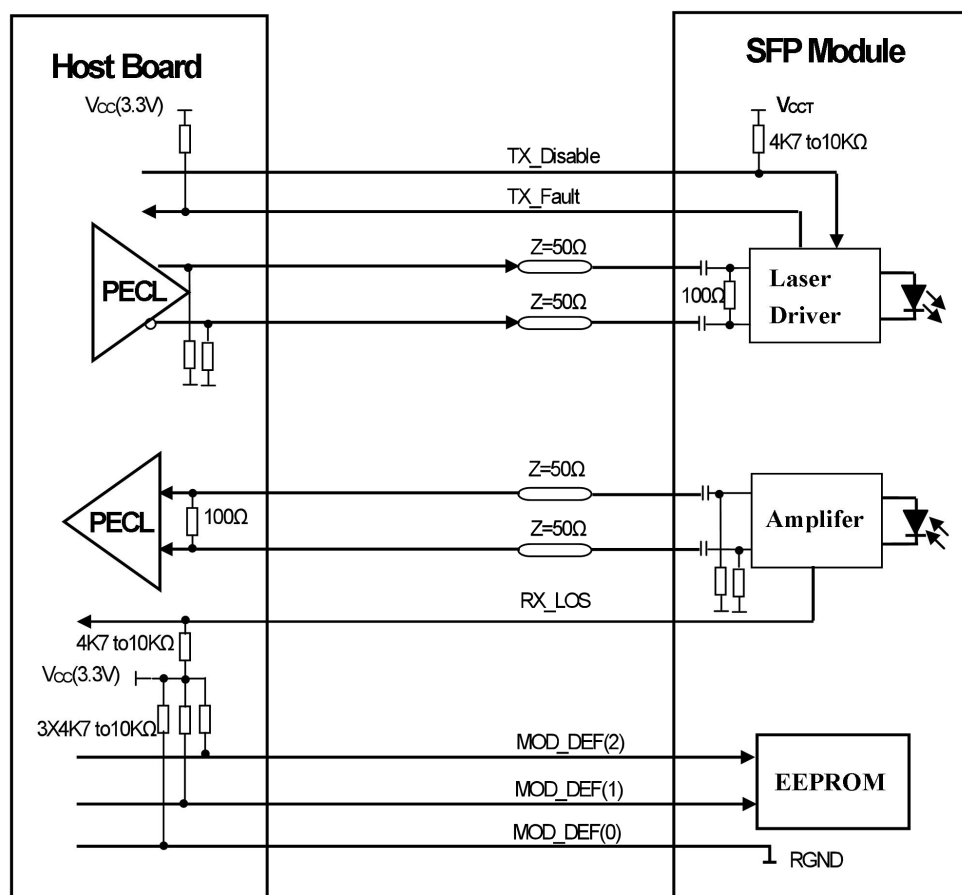 Host Board
SFP Module
VCC(3.3V)
VCCT
4K7 to10KΩ
TX_Disable
TX_Fault
Z=50Ω
PECL
100Ω
Laser
Driver
Z=50Ω
Z=50Ω
PECL
100Ω
Amplifer
Z=50Ω
RX_LOS
4K7 to10KΩ
VCC(3.3V)
3X4K7 to10KΩ
MOD_DEF(2)
EEPROM
MOD_DEF(1)
MOD_DEF(0)
RGND